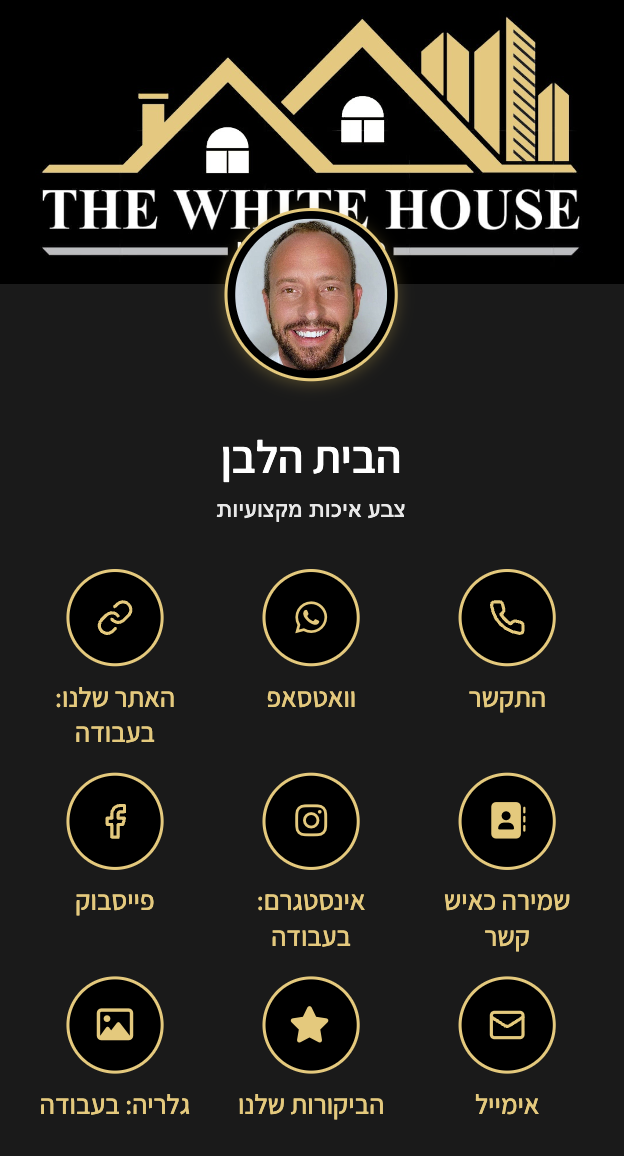 THE WHITE HOUSE
הבית הלבן
צבע איכות מקצועיות
התקשר
וואטסאפ
האתר שלנו:
בעבודה
שמירה כאיש
קשר
אינסטגרם:
בעבודה
פייסבוק
אימייל
הביקורות שלנו
גלריה: בעבודה